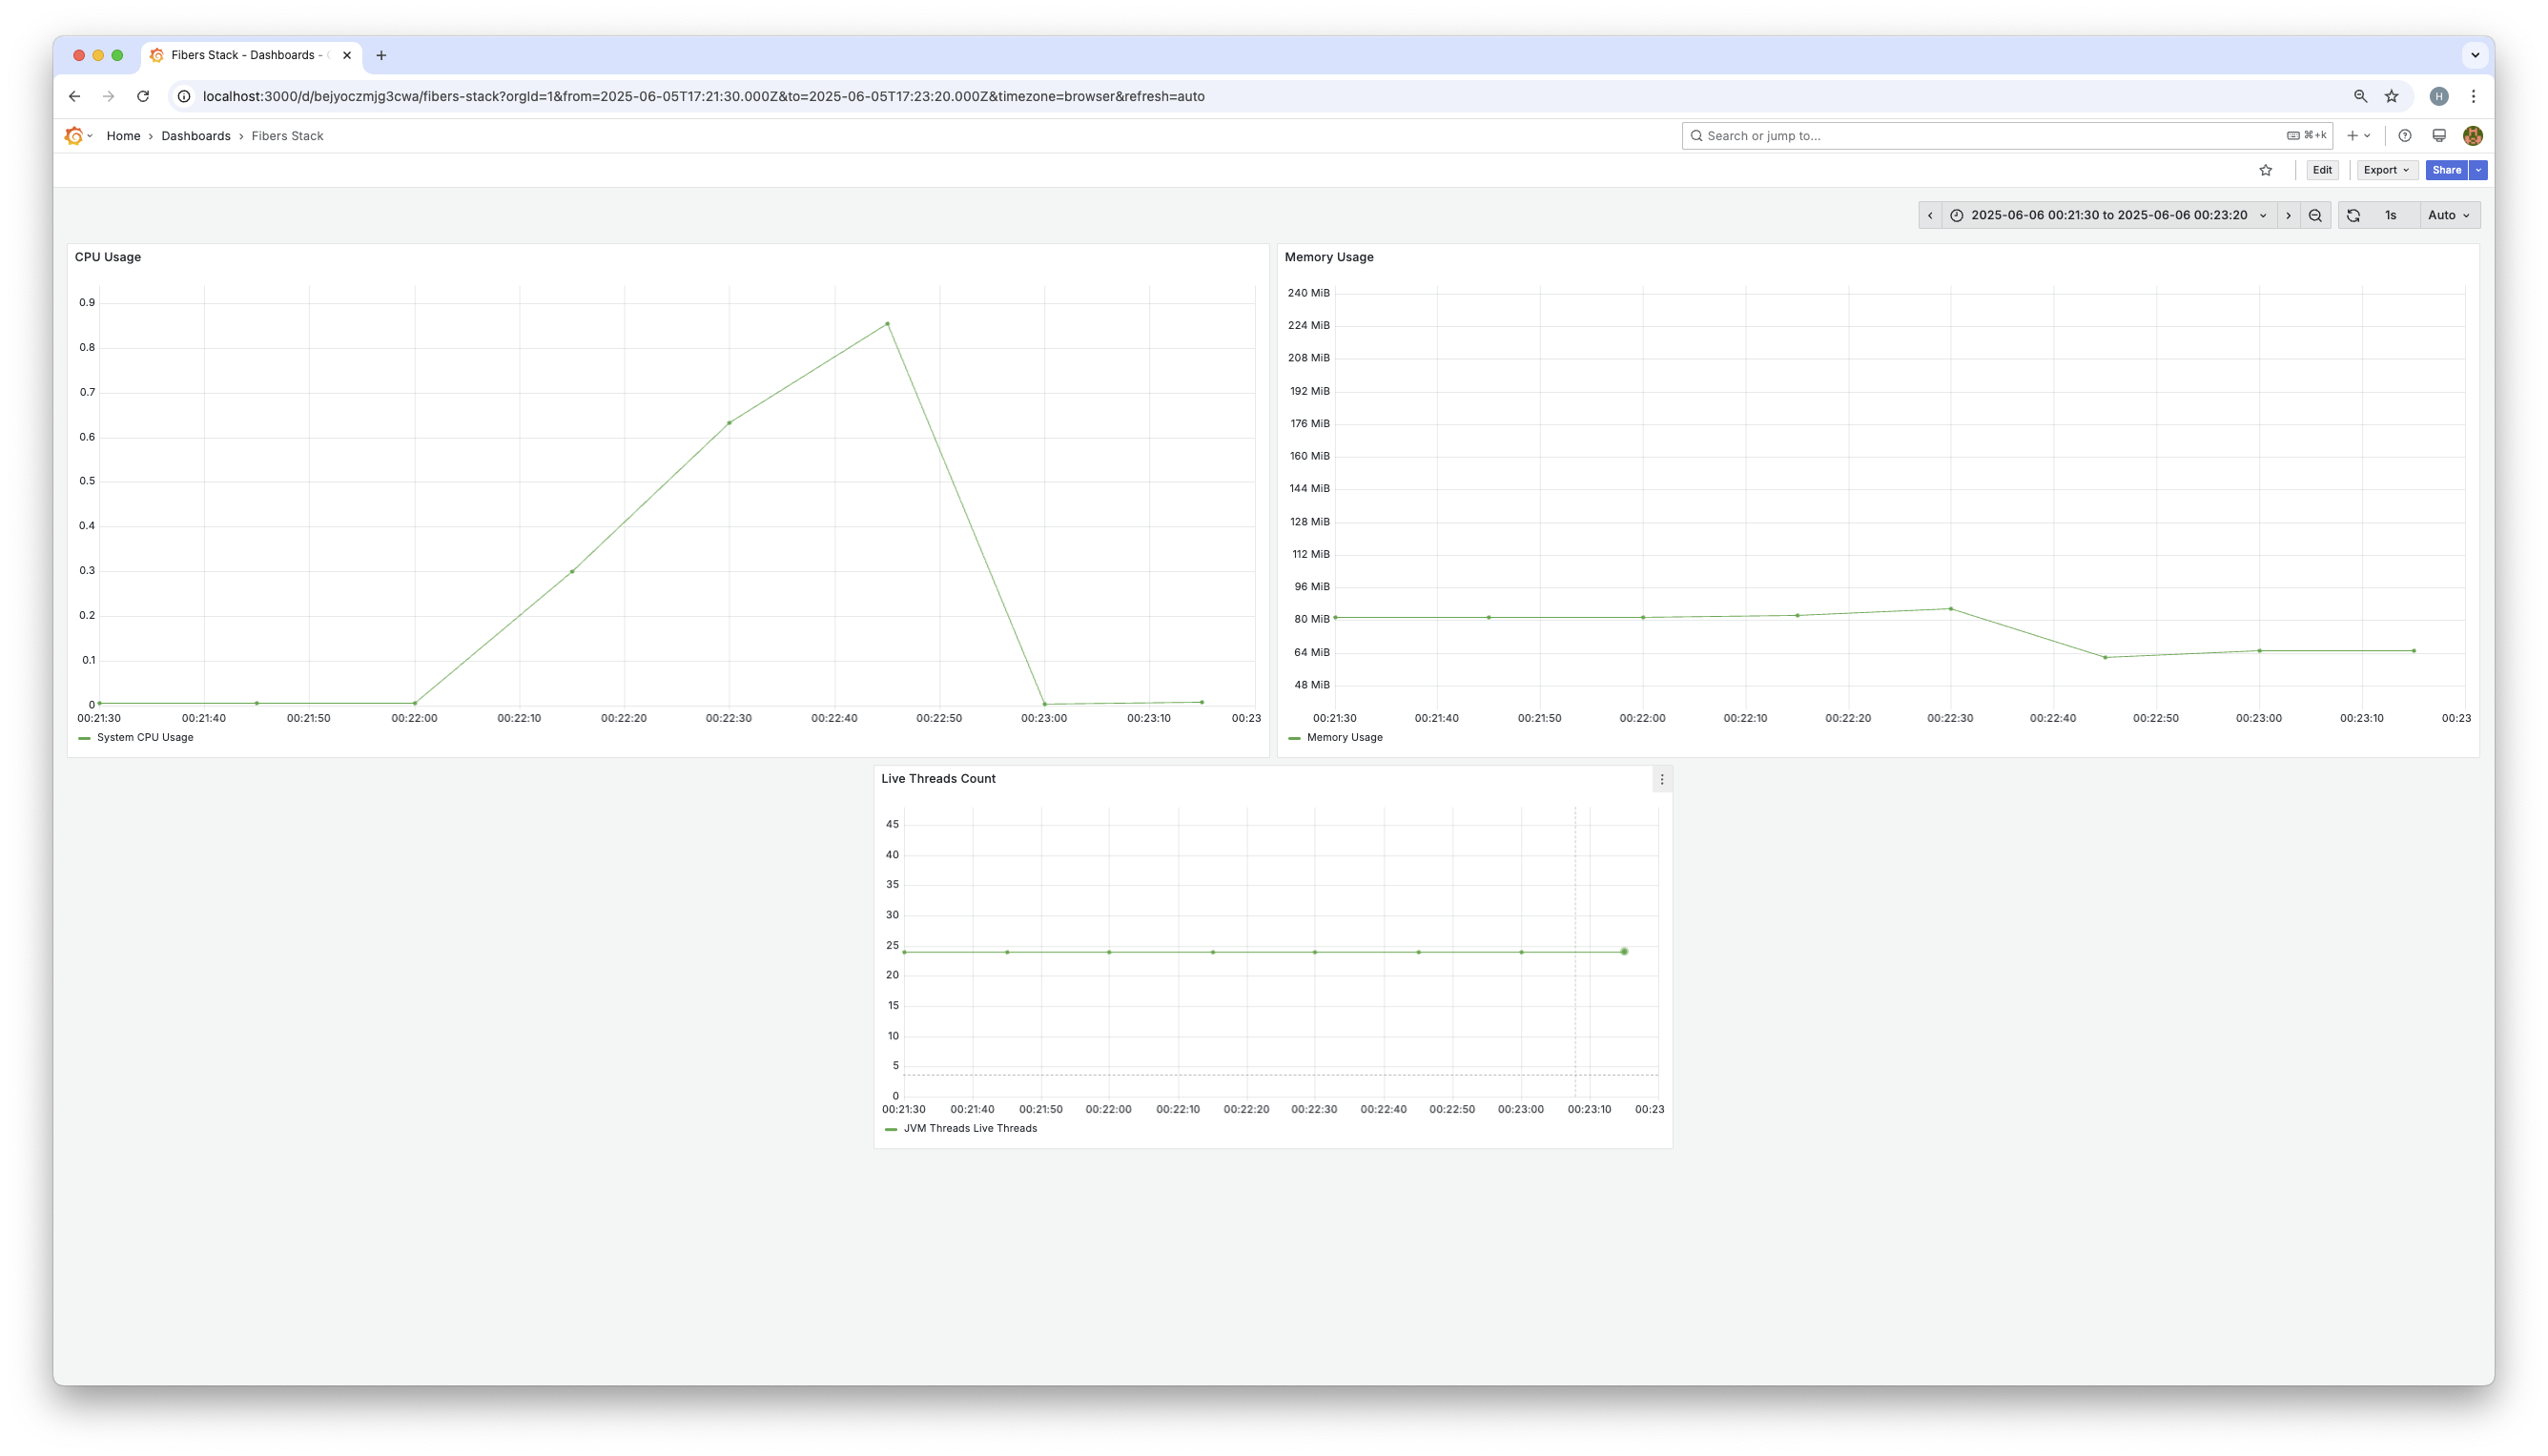 Fibers Stack - Dashboards -
localhost:3000/d/bejyoczmjg3cwa/fibers-stack?orgId=1&from=2025-06-05T17:21:30.000Z&to=2025-06-05T17:23:20.000Z&timezone=browser&refresh=auto
H
Home › Dashboards › Fibers Stack
Search or jump to...
⌘+k
Edit
Export
Share
2025-06-06 00:21:30 to 2025-06-06 00:23:20
1s
Auto
CPU Usage
0.9
0.8
0.7
0.6
0.5
0.4
0.3
0.2
0.1
0
00:21:30 00:21:40 00:21:50 00:22:00 00:22:10 00:22:20 00:22:30 00:22:40 00:22:50 00:23:00 00:23:10 00:23
System CPU Usage
Memory Usage
240 MiB
224 MiB
208 MiB
192 MiB
176 MiB
160 MiB
144 MiB
128 MiB
112 MiB
96 MiB
80 MiB
64 MiB
48 MiB
00:21:30 00:21:40 00:21:50 00:22:00 00:22:10 00:22:20 00:22:30 00:22:40 00:22:50 00:23:00 00:23:10 00:23
Memory Usage
Live Threads Count
45
40
35
30
25
20
15
10
5
0
00:21:30 00:21:40 00:21:50 00:22:00 00:22:10 00:22:20 00:22:30 00:22:40 00:22:50 00:23:00 00:23:10 00:23
JVM Threads Live Threads